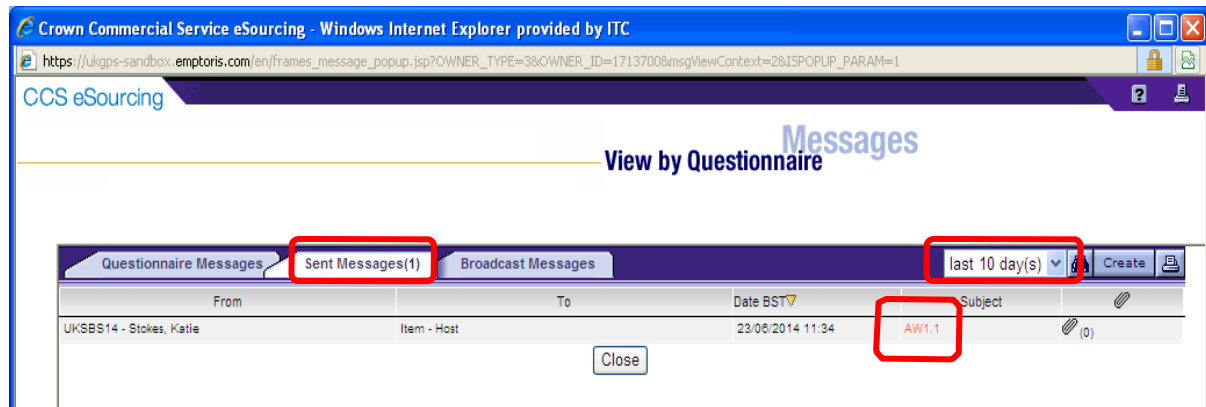 Crown Commercial Service eSourcing - Windows Internet Explorer provided by ITC
https://ukgps-sandbox.emptoris.com/en/frames_message_popup.jsp?OWNER_TYPE=3&OWNER_ID=1713700&msgViewContext=2&ISPOPUP_PARAM=1
CCS eSourcing
Messages
View by Questionnaire
Questionnaire Messages Sent Messages(1) Broadcast Messages last 10 day(s) Create
From To Date BST Subject
UKSBS14 - Stokes, Katie Item - Host 23/06/2014 11:34 AW1.1 (0)
Close